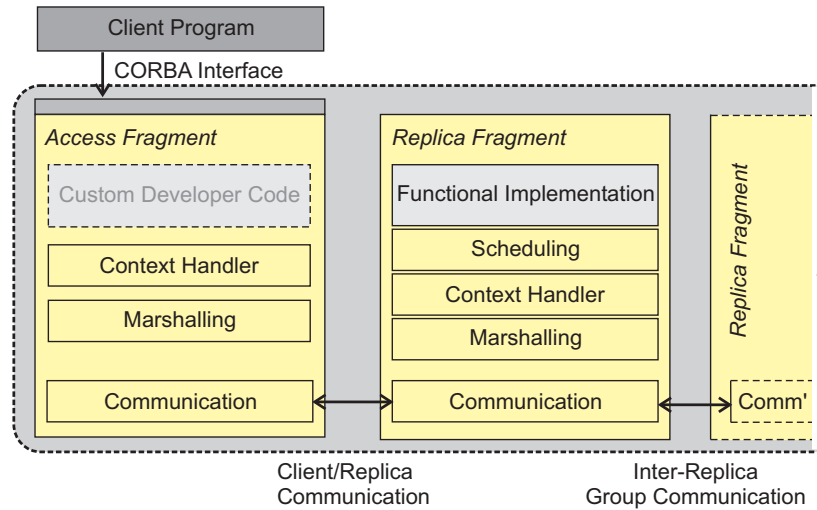 Client Program
CORBA Interface
Access Fragment
Custom Developer Code
Context Handler
Marshalling
Communication
Replica Fragment
Functional Implementation
Scheduling
Context Handler
Marshalling
Communication
Replica Fragment
Comm'
Client/Replica
Communication
Inter-Replica
Group Communication